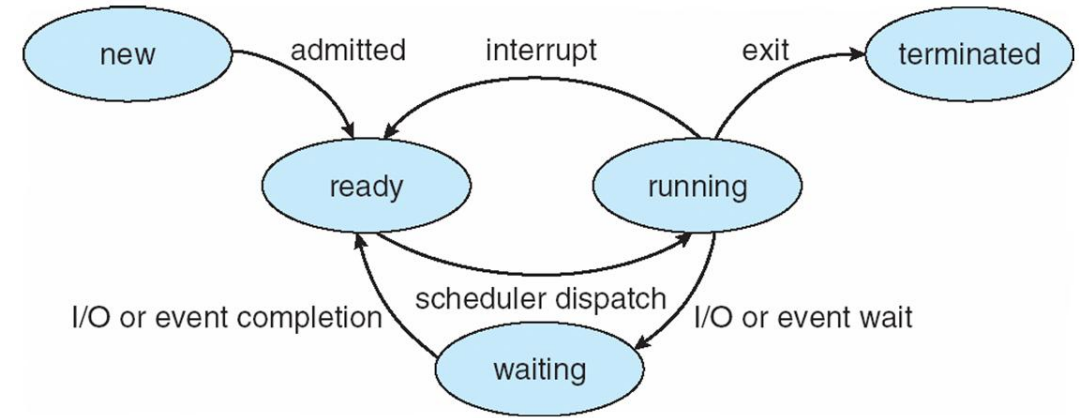 new
admitted
interrupt
exit
terminated
ready
running
scheduler dispatch
I/O or event completion
I/O or event wait
waiting